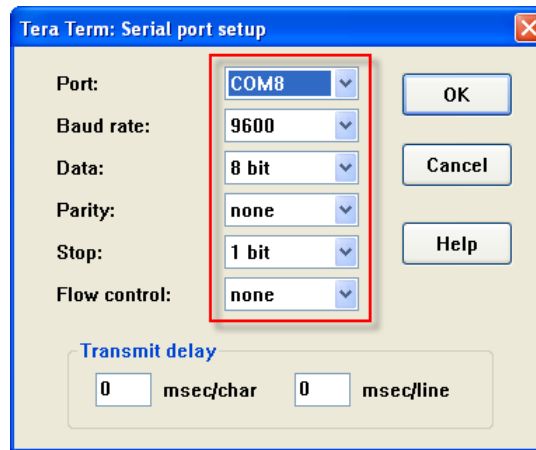 Tera Term: Serial port setup
Port: COM8 OK
Baud rate: 9600
Data: 8 bit Cancel
Parity: none
Stop: 1 bit Help
Flow control: none
Transmit delay
0 msec/char 0 msec/line